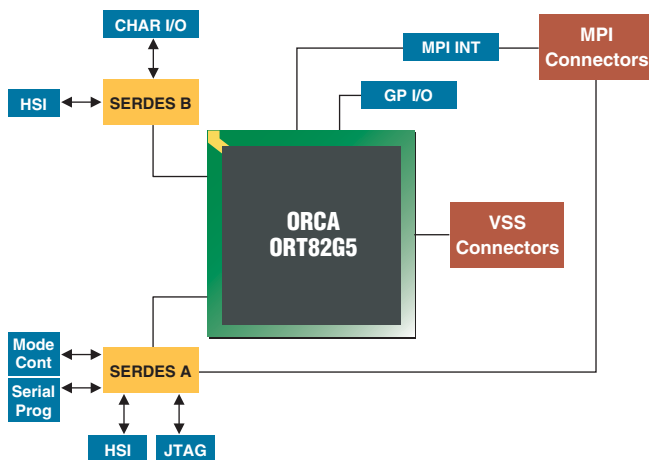 CHAR I/O
MPI INT
MPI
Connectors
HSI
SERDES B
GP I/O
ORCA
ORT82G5
VSS
Connectors
Mode
Cont
SERDES A
Serial
Prog
HSI
JTAG